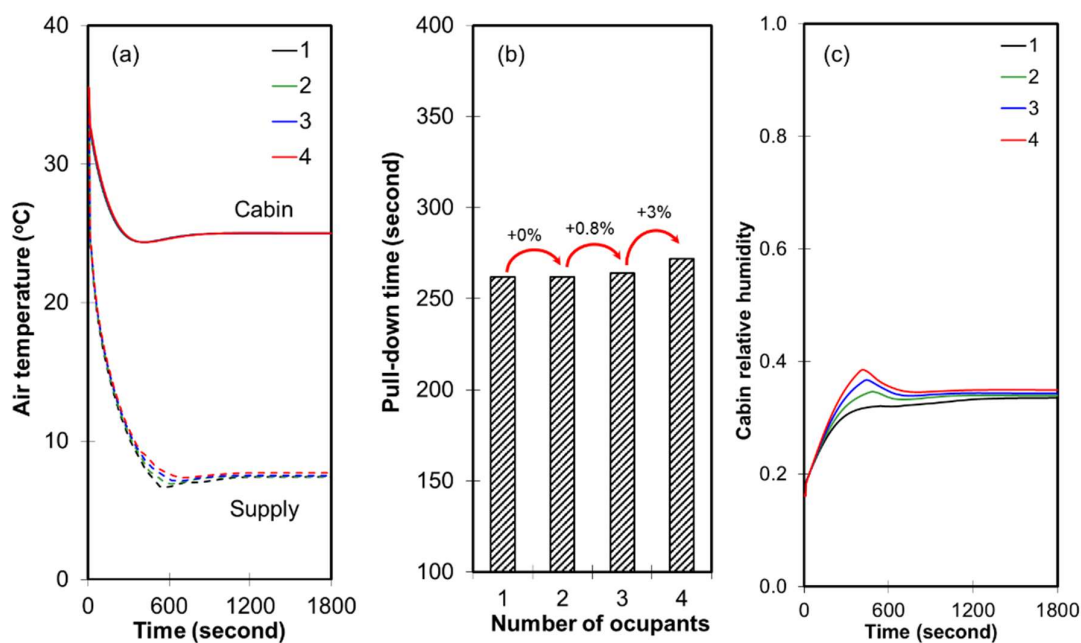 (a)
1
2
3
4
Cabin
Supply
40
30
20
10
0
Air temperature (°C)
0 600 1200 1800
Time (second)
(b)
+0%
+0.8%
+3%
400
350
300
250
200
150
100
Pull-down time (second)
1 2 3 4
Number of ocupants
(c)
1
2
3
4
1.0
0.8
0.6
0.4
0.2
0.0
Cabin relative humidity
0 600 1200 1800
Time (second)